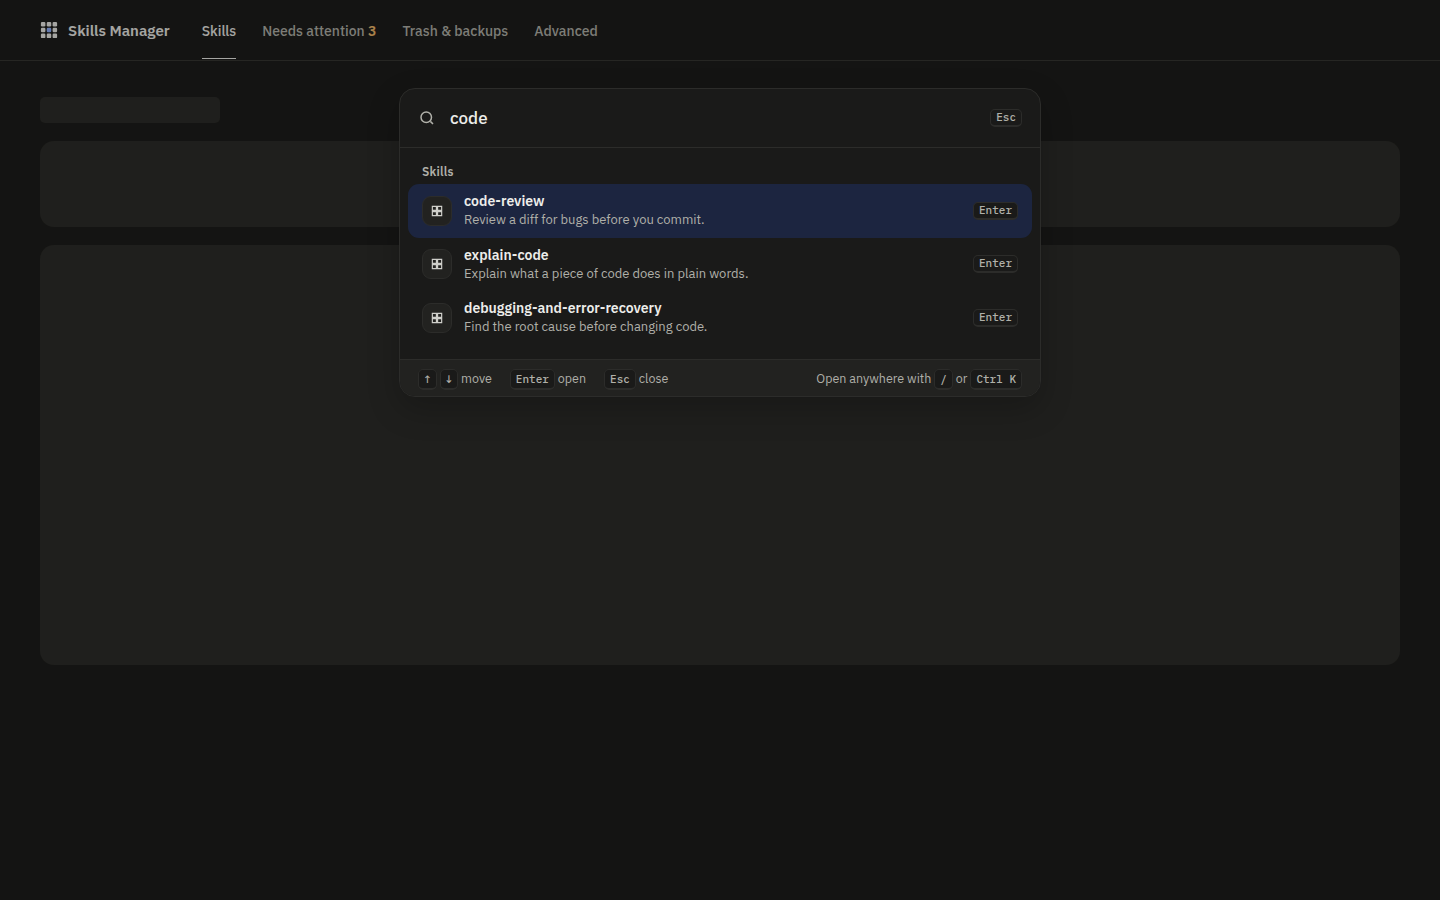 Skills Manager Skills Needs attention 3 Trash & backups Advanced
code Esc
Skills
code-review
Review a diff for bugs before you commit.
Enter
explain-code
Explain what a piece of code does in plain words.
Enter
debugging-and-error-recovery
Find the root cause before changing code.
Enter
↑ ↓ move Enter open Esc close Open anywhere with / or Ctrl K